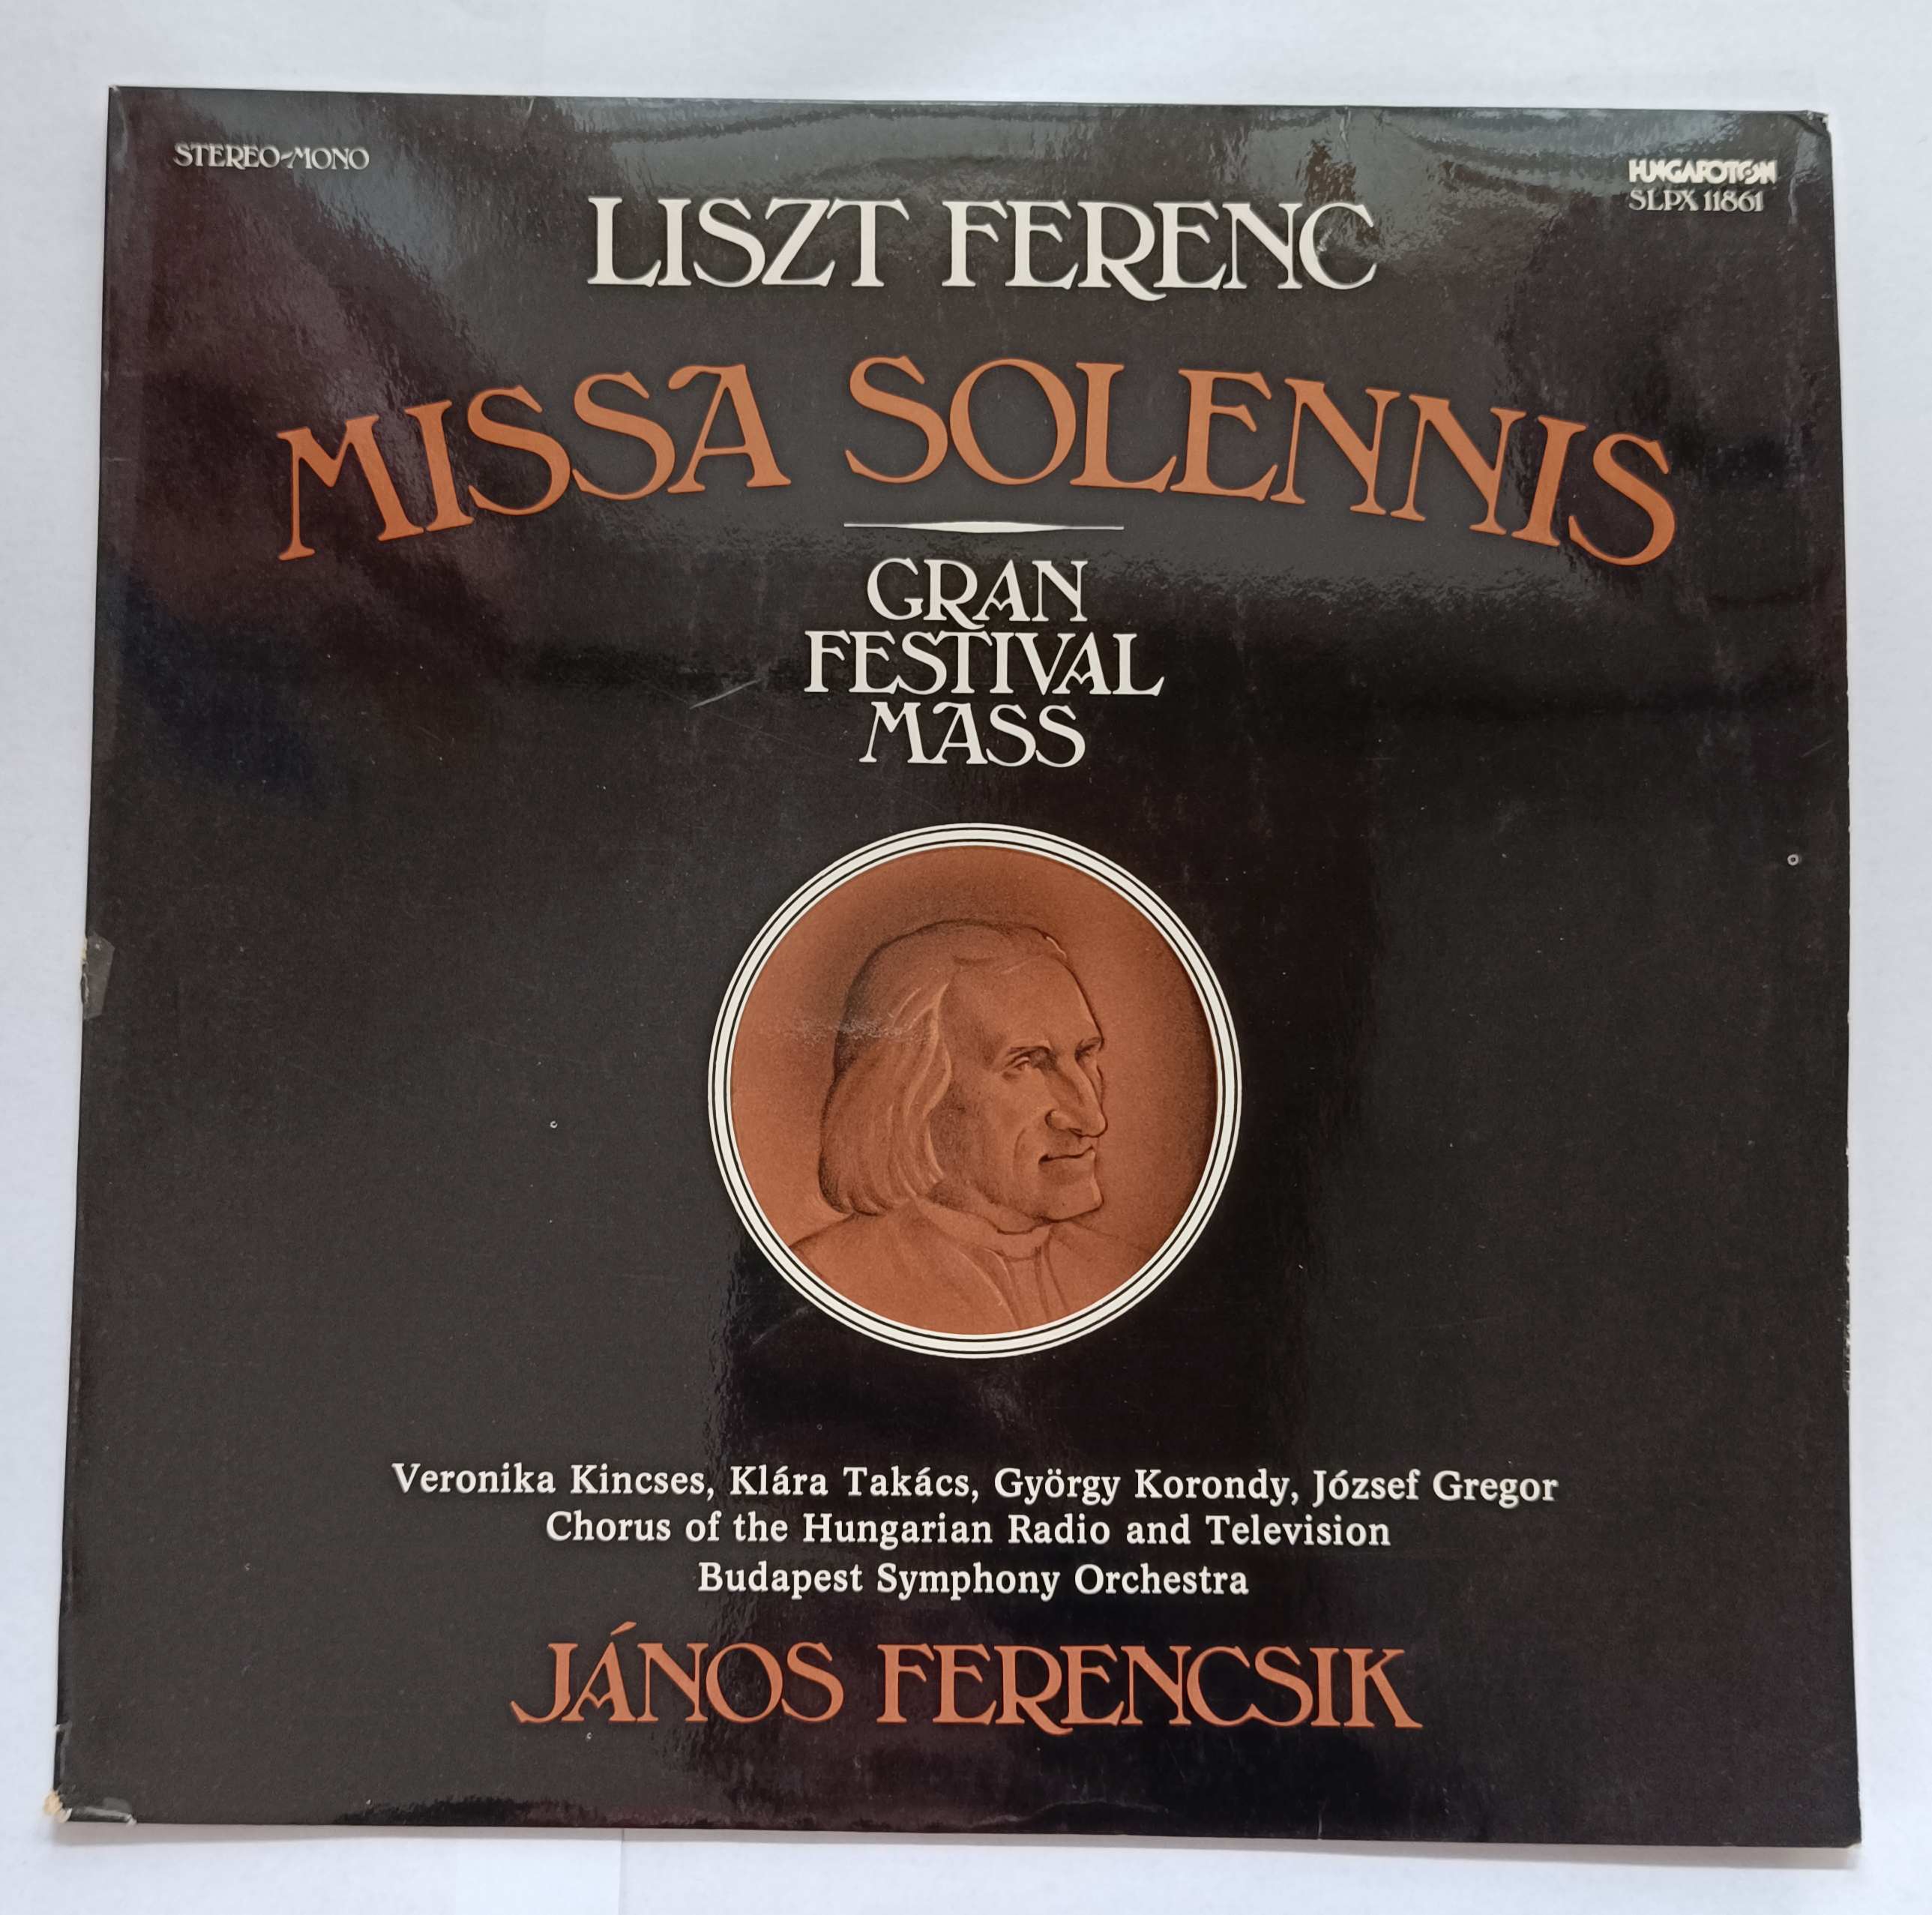 STEREO-MONO
HUNGAROTON
SLPX 11861
LISZT FERENC
MISSA SOLENNIS
GRAN
FESTIVAL
MASS
Veronika Kincses, Klára Takács, György Korondy, József Gregor
Chorus of the Hungarian Radio and Television
Budapest Symphony Orchestra
JÁNOS FERENCSIK